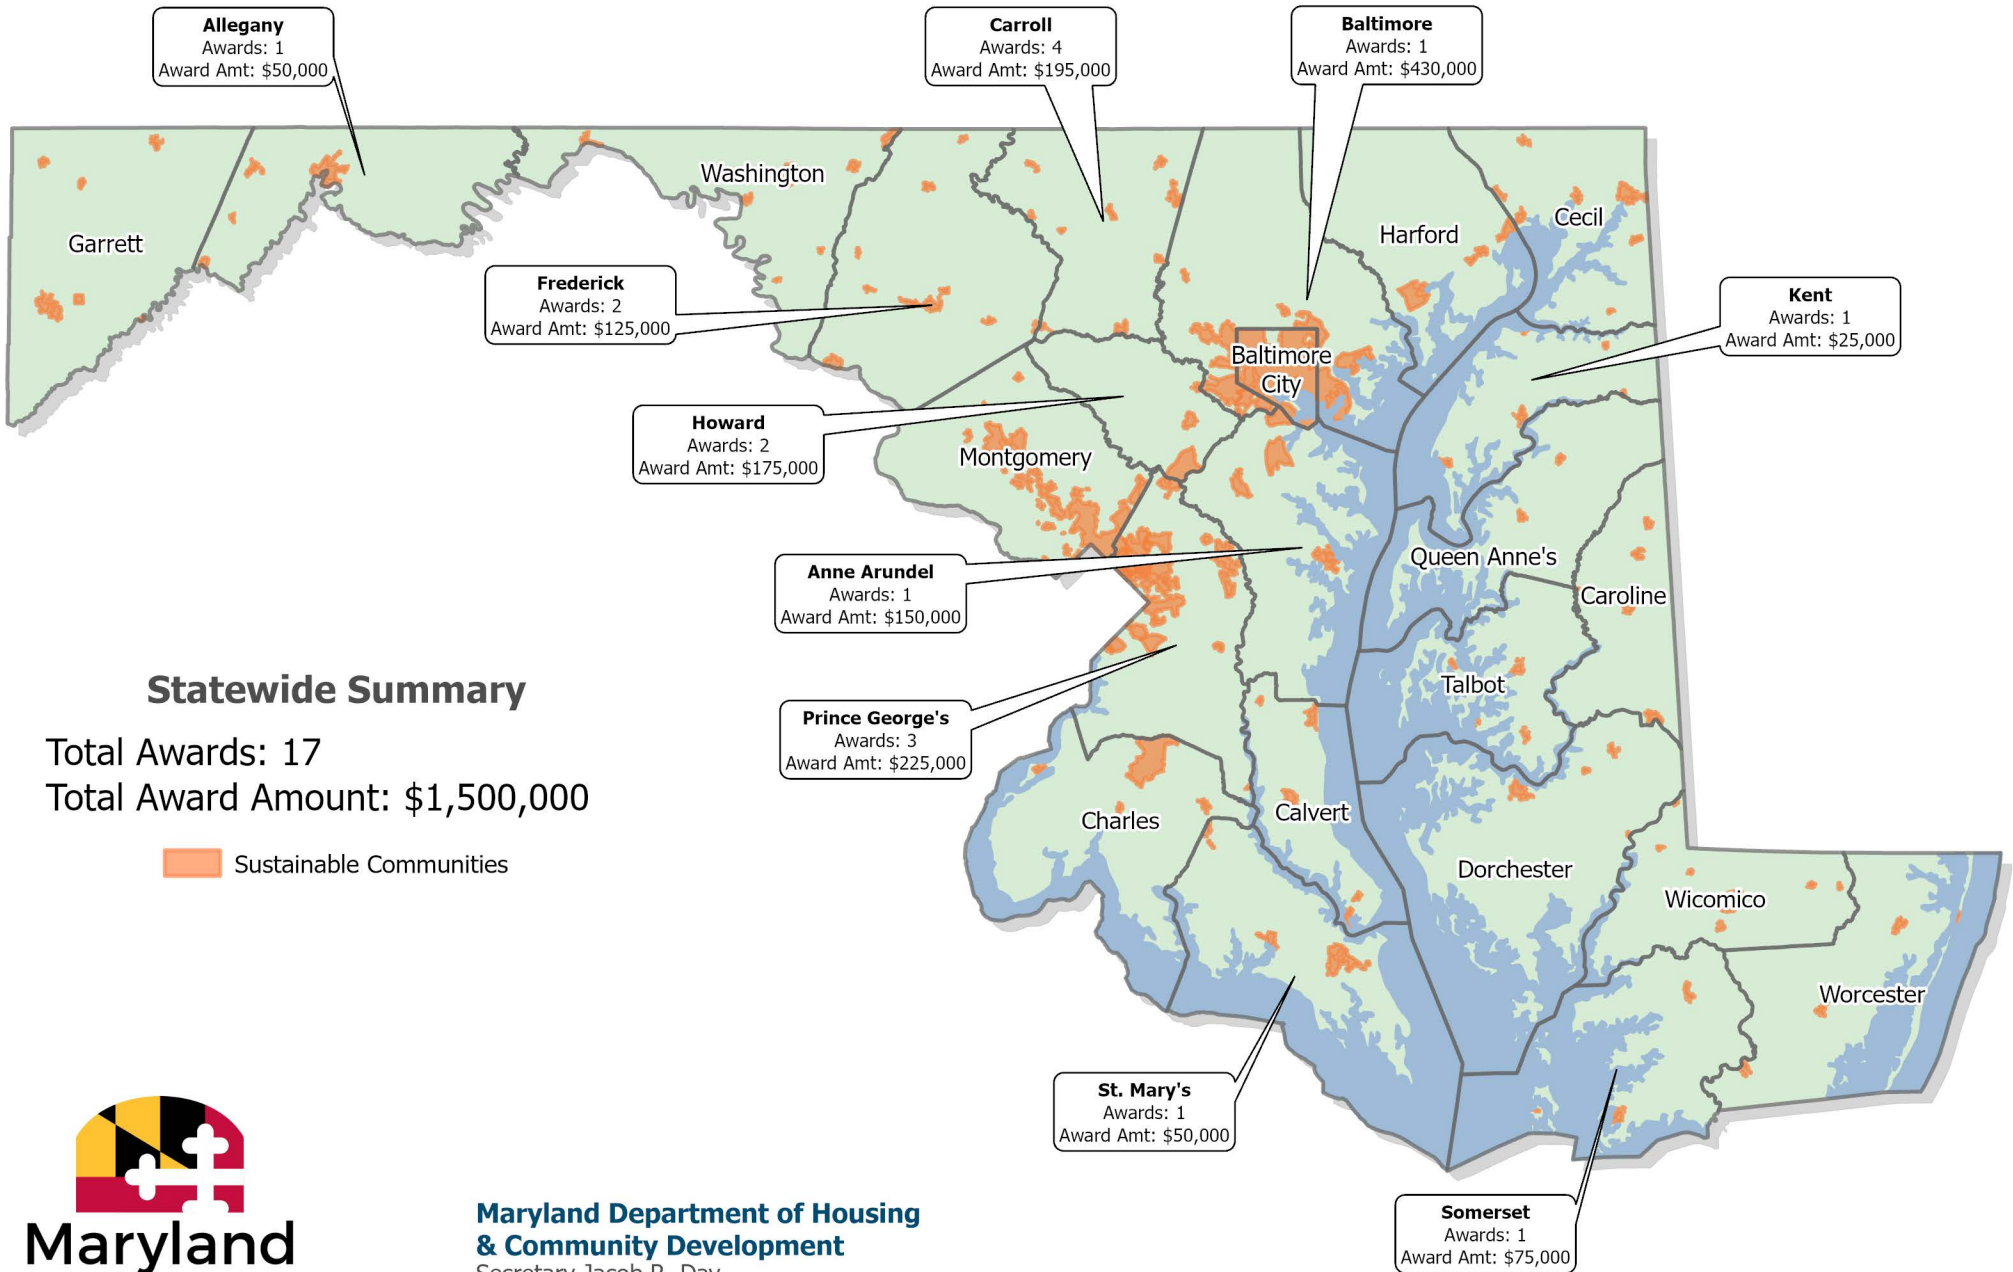 Allegany
Awards: 1
Award Amt: $50,000
Carroll
Awards: 4
Award Amt: $195,000
Baltimore
Awards: 1
Award Amt: $430,000
Washington
Garrett
Harford
Cecil
Frederick
Awards: 2
Award Amt: $125,000
Kent
Awards: 1
Award Amt: $25,000
Baltimore
City
Howard
Awards: 2
Award Amt: $175,000
Montgomery
Anne Arundel
Awards: 1
Award Amt: $150,000
Queen Anne's
Caroline
Talbot
Prince George's
Awards: 3
Award Amt: $225,000
Statewide Summary
Total Awards: 17
Total Award Amount: $1,500,000
Sustainable Communities
Charles
Calvert
Dorchester
Wicomico
Worcester
St. Mary's
Awards: 1
Award Amt: $50,000
Somerset
Awards: 1
Award Amt: $75,000
Maryland
Maryland Department of Housing
& Community Development
Secretary Jacob R. Day